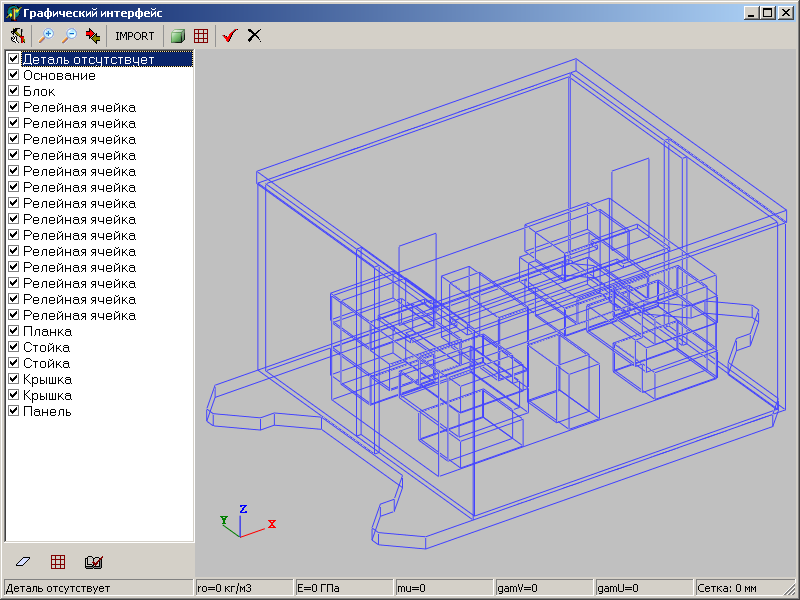 Графический интерфейс
IMPORT
Деталь отсутствует
Основание
Блок
Релейная ячейка
Релейная ячейка
Релейная ячейка
Релейная ячейка
Релейная ячейка
Релейная ячейка
Релейная ячейка
Релейная ячейка
Релейная ячейка
Релейная ячейка
Релейная ячейка
Релейная ячейка
Релейная ячейка
Релейная ячейка
Планка
Стойка
Стойка
Крышка
Крышка
Панель
Z
Y
X
Деталь отсутствует ro=0 кг/м3 E=0 ГПа mu=0 gamV=0 gamU=0 Сетка: 0 мм